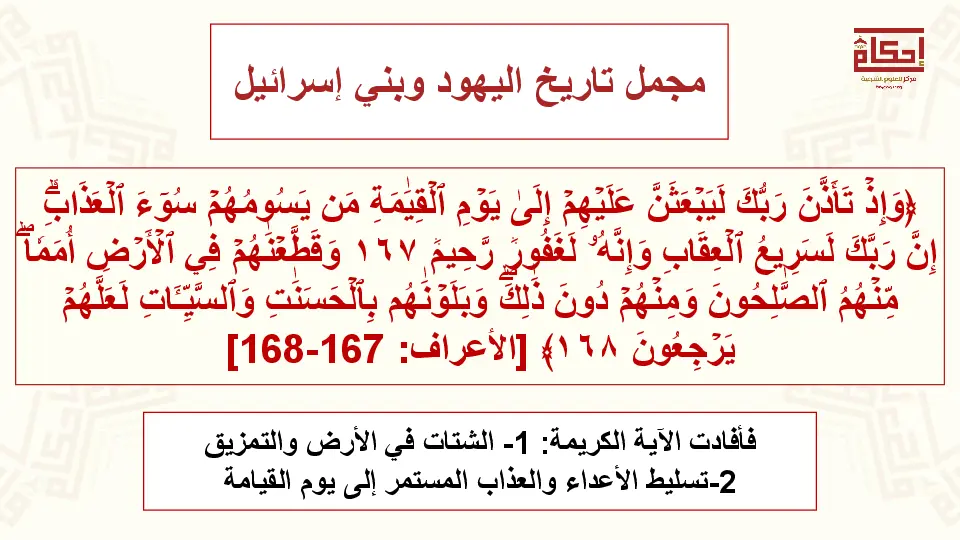 إحكام
مركز للعلوم الشرعية
مجمل تاريخ اليهود وبني إسرائيل
﴿وَإِذۡ تَأَذَّنَ رَبُّكَ لَيَبۡعَثَنَّ عَلَيۡهِمۡ إِلَىٰ يَوۡمِ ٱلۡقِيَٰمَةِ مَن يَسُومُهُمۡ سُوٓءَ ٱلۡعَذَابِۗ
إِنَّ رَبَّكَ لَسَرِيعُ ٱلۡعِقَابِ وَإِنَّهُۥ لَغَفُورٞ رَّحِيمٞ ١٦٧ وَقَطَّعۡنَٰهُمۡ فِي ٱلۡأَرۡضِ أُمَمٗاۖ
مِّنۡهُمُ ٱلصَّٰلِحُونَ وَمِنۡهُمۡ دُونَ ذَٰلِكَۖ وَبَلَوۡنَٰهُم بِٱلۡحَسَنَٰتِ وَٱلسَّيِّـَٔاتِ لَعَلَّهُمۡ
يَرۡجِعُونَ ١٦٨﴾ [الأعراف: 167-168]
فأفادت الآية الكريمة: 1- الشتات في الأرض والتمزيق
2-تسليط الأعداء والعذاب المستمر إلى يوم القيامة